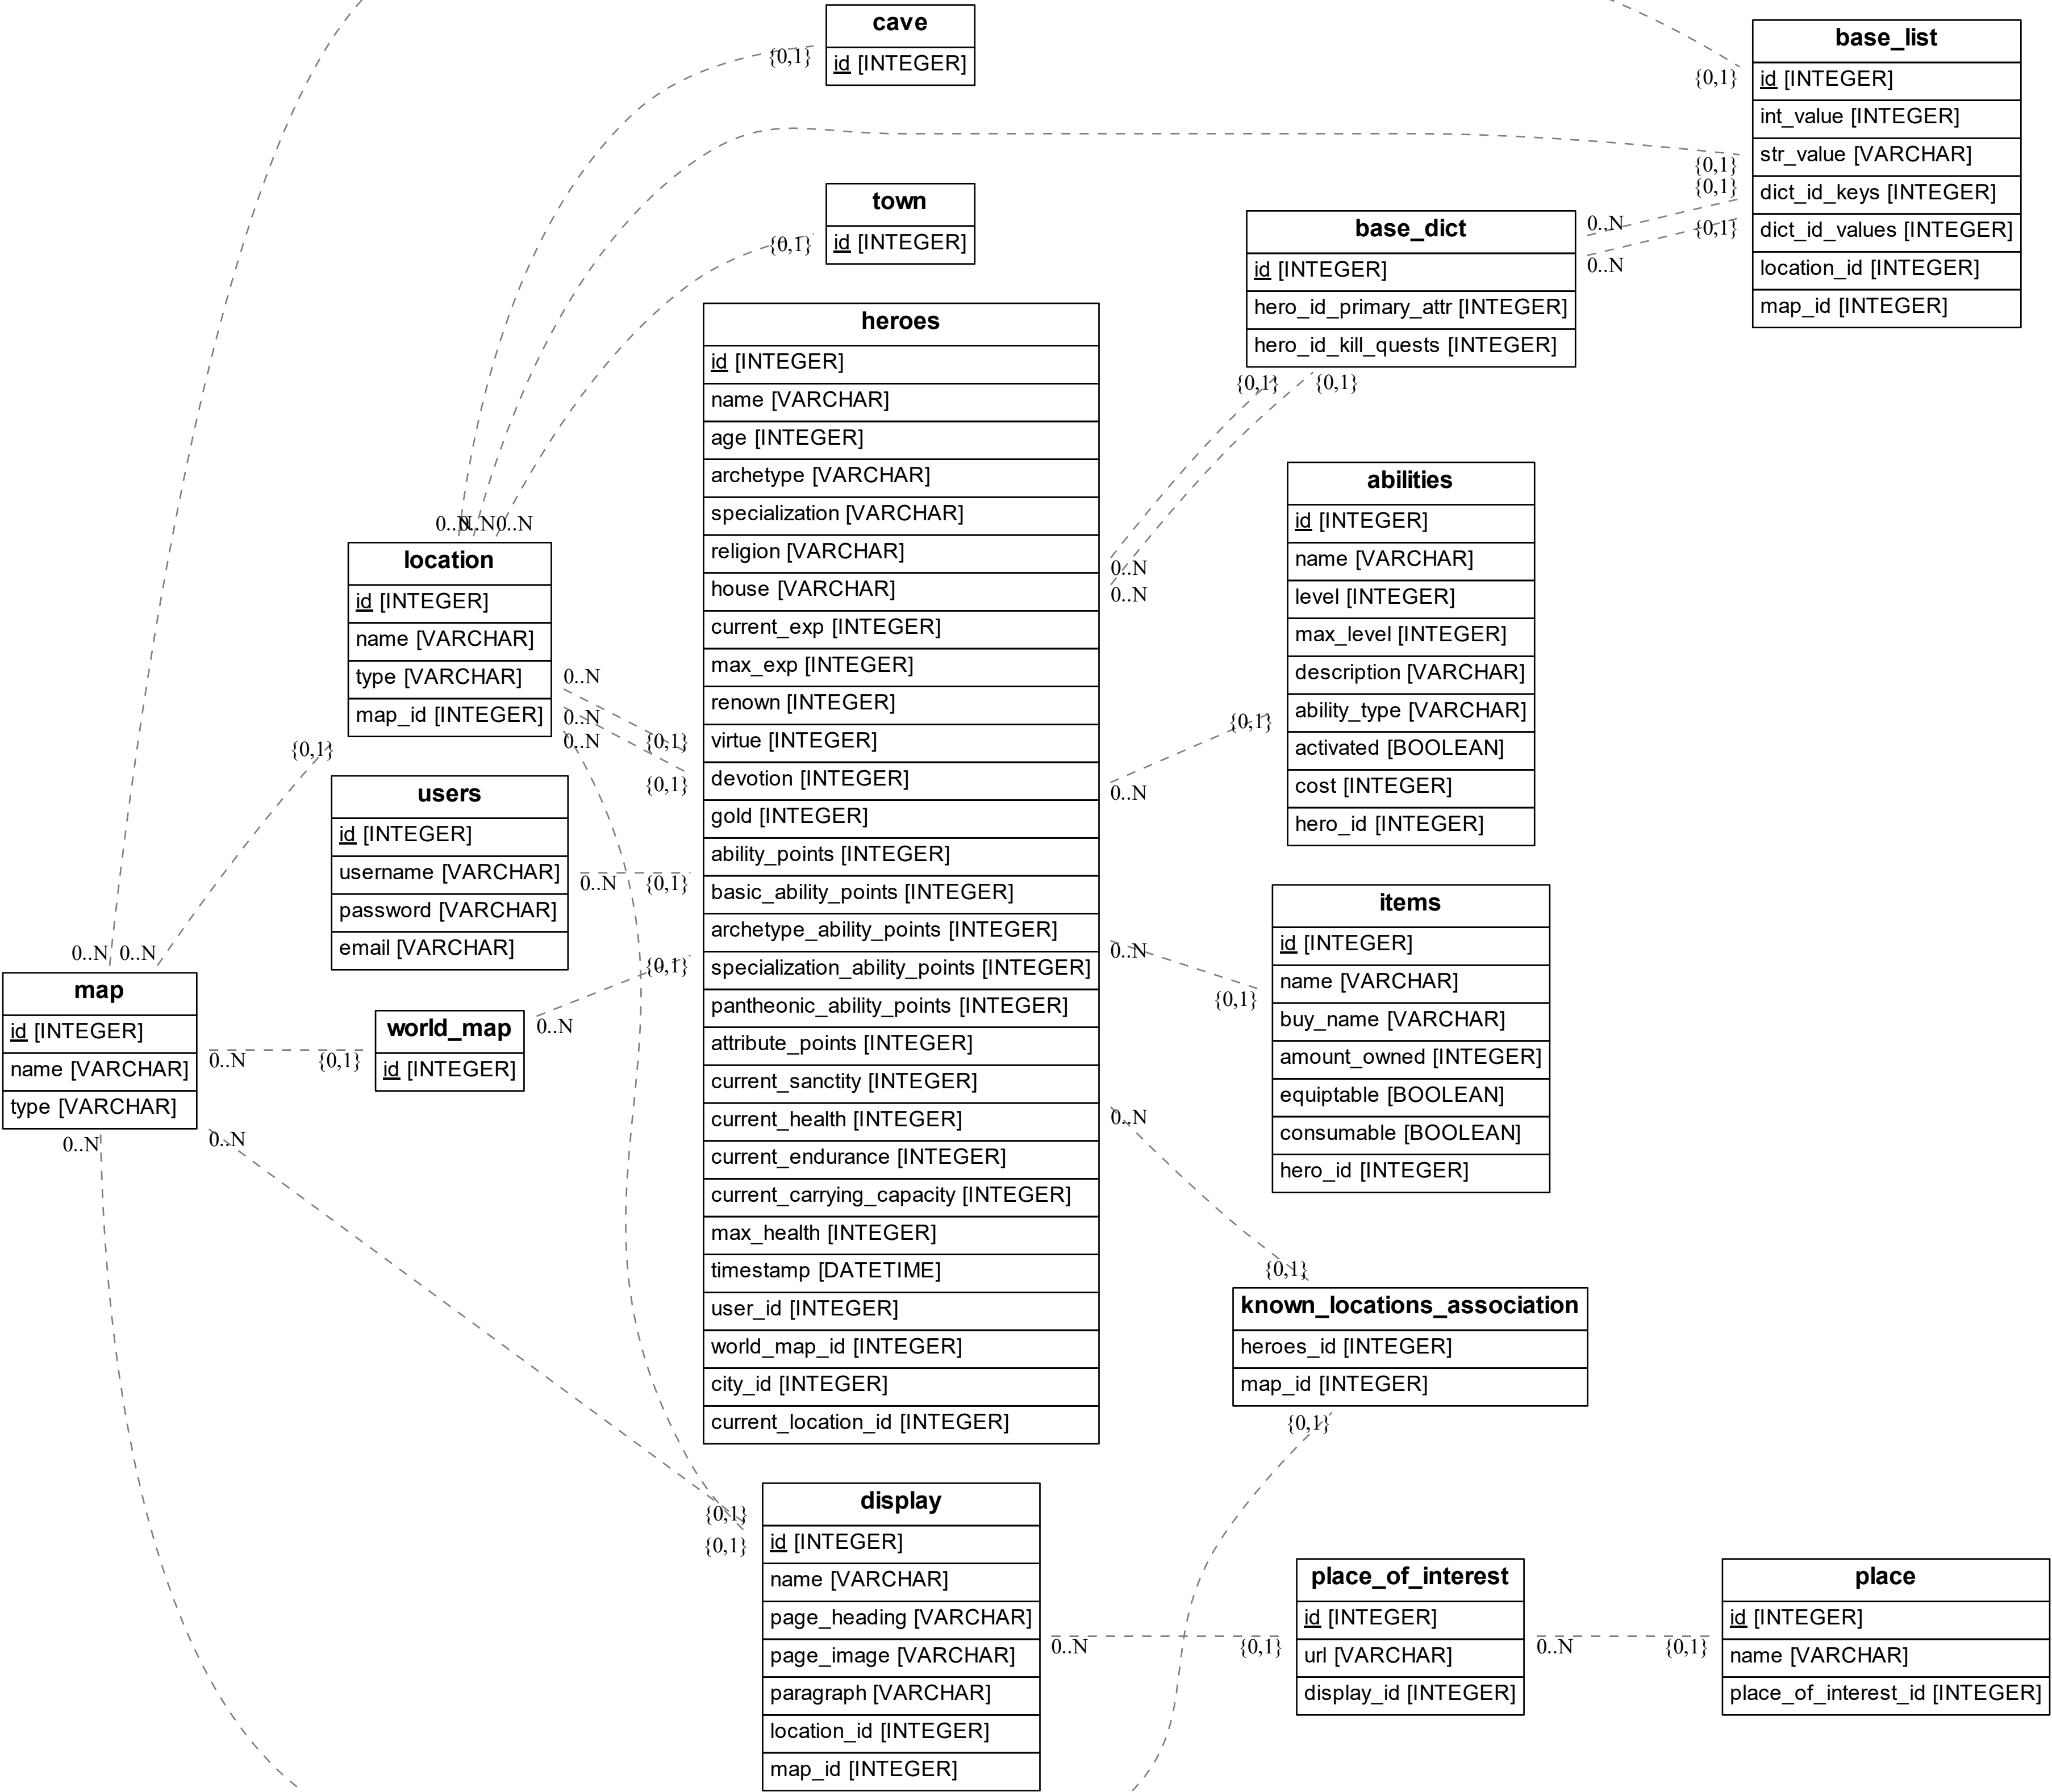 cave
id [INTEGER]
{0,1}
base_list
id [INTEGER]
int_value [INTEGER]
str_value [VARCHAR]
dict_id_keys [INTEGER]
dict_id_values [INTEGER]
location_id [INTEGER]
map_id [INTEGER]
{0,1}
{0,1}
{0,1}
{0,1}
town
id [INTEGER]
{0,1}
base_dict
id [INTEGER]
hero_id_primary_attr [INTEGER]
hero_id_kill_quests [INTEGER]
0..N
0..N
{0,1}
{0,1}
heroes
id [INTEGER]
name [VARCHAR]
age [INTEGER]
archetype [VARCHAR]
specialization [VARCHAR]
religion [VARCHAR]
house [VARCHAR]
current_exp [INTEGER]
max_exp [INTEGER]
renown [INTEGER]
virtue [INTEGER]
devotion [INTEGER]
gold [INTEGER]
ability_points [INTEGER]
basic_ability_points [INTEGER]
archetype_ability_points [INTEGER]
specialization_ability_points [INTEGER]
pantheonic_ability_points [INTEGER]
attribute_points [INTEGER]
current_sanctity [INTEGER]
current_health [INTEGER]
current_endurance [INTEGER]
current_carrying_capacity [INTEGER]
max_health [INTEGER]
timestamp [DATETIME]
user_id [INTEGER]
world_map_id [INTEGER]
city_id [INTEGER]
current_location_id [INTEGER]
0..N
0..N
0..N
0..N
0..N
{0,1}
{0,1}
{0,1}
{0,1}
abilities
id [INTEGER]
name [VARCHAR]
level [INTEGER]
max_level [INTEGER]
description [VARCHAR]
ability_type [VARCHAR]
activated [BOOLEAN]
cost [INTEGER]
hero_id [INTEGER]
{0,1}
0..N
0..N
0..N
location
id [INTEGER]
name [VARCHAR]
type [VARCHAR]
map_id [INTEGER]
0..N
0..N
0..N
{0,1}
users
id [INTEGER]
username [VARCHAR]
password [VARCHAR]
email [VARCHAR]
0..N
items
id [INTEGER]
name [VARCHAR]
buy_name [VARCHAR]
amount_owned [INTEGER]
equiptable [BOOLEAN]
consumable [BOOLEAN]
hero_id [INTEGER]
{0,1}
0..N
0..N
map
id [INTEGER]
name [VARCHAR]
type [VARCHAR]
0..N
0..N
0..N
world_map
id [INTEGER]
{0,1}
0..N
{0,1}
known_locations_association
heroes_id [INTEGER]
map_id [INTEGER]
{0,1}
display
id [INTEGER]
name [VARCHAR]
page_heading [VARCHAR]
page_image [VARCHAR]
paragraph [VARCHAR]
location_id [INTEGER]
map_id [INTEGER]
{0,1}
{0,1}
0..N
{0,1}
place_of_interest
id [INTEGER]
url [VARCHAR]
display_id [INTEGER]
0..N
{0,1}
place
id [INTEGER]
name [VARCHAR]
place_of_interest_id [INTEGER]